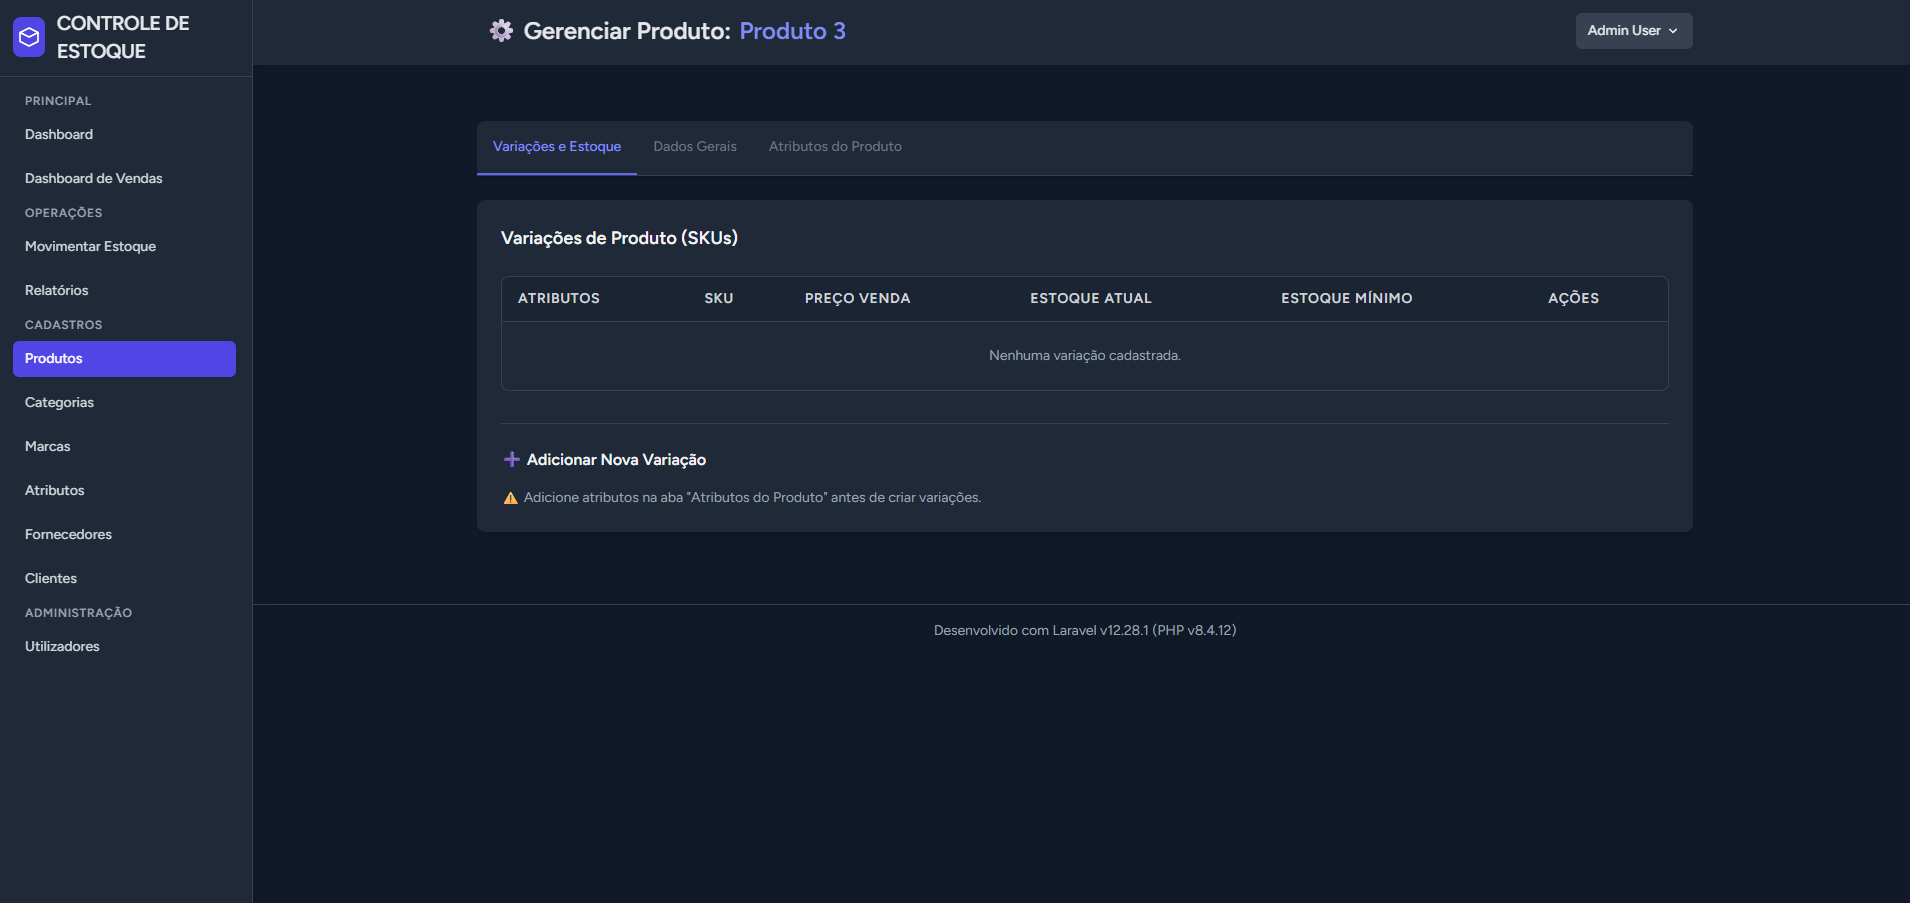 CONTROLE DE
ESTOQUE
PRINCIPAL
Dashboard
Dashboard de Vendas
OPERAÇÕES
Movimentar Estoque
Relatórios
CADASTROS
Produtos
Categorias
Marcas
Atributos
Fornecedores
Clientes
ADMINISTRAÇÃO
Utilizadores
Gerenciar Produto: Produto 3
Admin User
Variações e Estoque Dados Gerais Atributos do Produto
Variações de Produto (SKUs)
ATRIBUTOS SKU PREÇO VENDA ESTOQUE ATUAL ESTOQUE MÍNIMO AÇÕES
Nenhuma variação cadastrada.
Adicionar Nova Variação
Adicione atributos na aba "Atributos do Produto" antes de criar variações.
Desenvolvido com Laravel v12.28.1 (PHP v8.4.12)